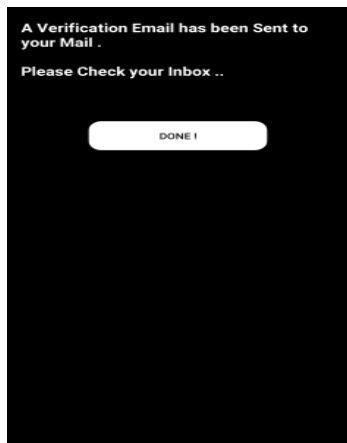 A Verification Email has been Sent to
your Mail .
Please Check your Inbox ..
DONE !